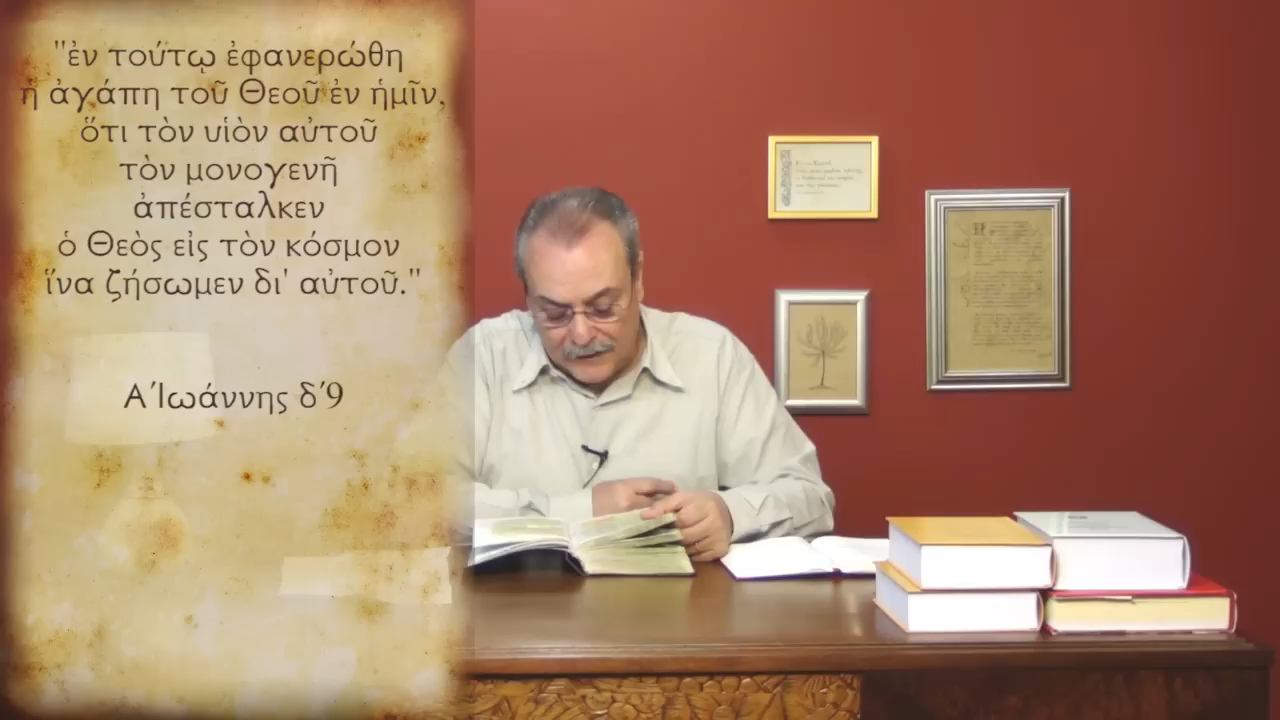 "ἐν τούτῳ ἐφανερώθη
ἡ ἀγάπη τοῦ Θεοῦ ἐν ἡμῖν,
ὅτι τὸν υἱὸν αὐτοῦ
τὸν μονογενῆ
ἀπέσταλκεν
ὁ Θεὸς εἰς τὸν κόσμον
ἵνα ζήσωμεν δι' αὐτοῦ."
Α΄Ιωάννης δ΄9